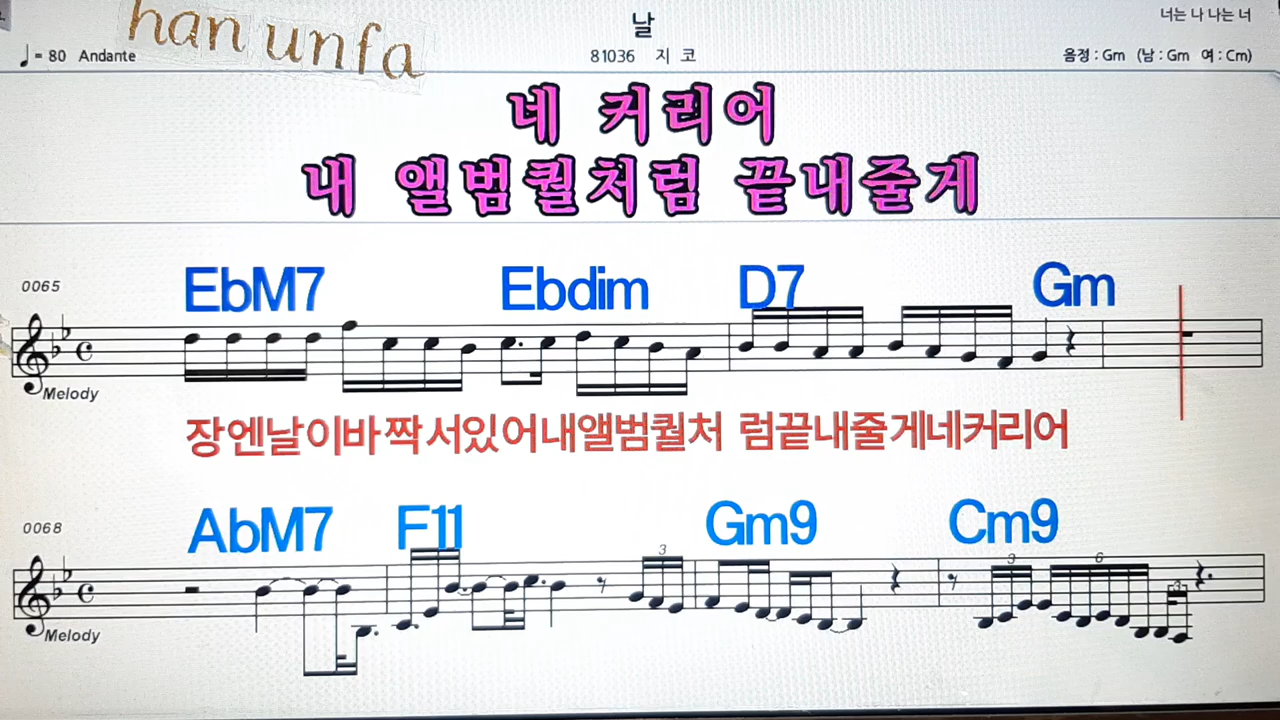 han unfa
날
너는 나 나는 너
♩= 80 Andante
81036 지 코
음정 : Gm (남 : Gm 여 : Cm)
네 커리어
내 앨범퀄처럼 끝내줄게
0065
EbM7 Ebdim D7 Gm
Melody
장엔날이바짝서있어내앨범퀄처 럼끝내줄게네커리어
0068
AbM7 F11 Gm9 Cm9
3 3 6 3
Melody